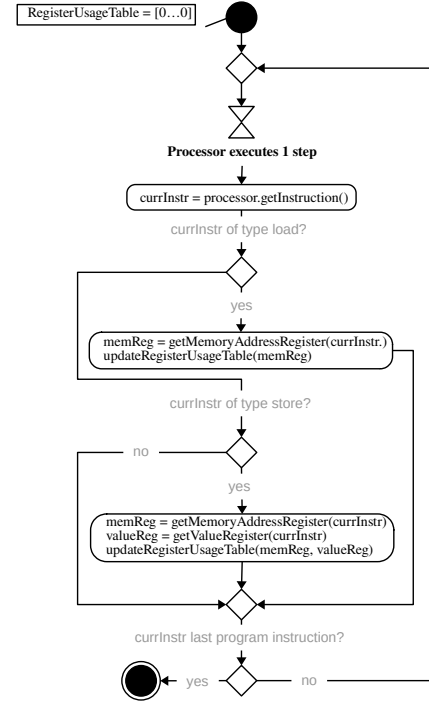 RegisterUsageTable = [0…0]
Processor executes 1 step
currInstr = processor.getInstruction()
currInstr of type load?
yes
memReg = getMemoryAddressRegister(currInstr.)
updateRegisterUsageTable(memReg)
currInstr of type store?
no
yes
memReg = getMemoryAddressRegister(currInstr)
valueReg = getValueRegister(currInstr)
updateRegisterUsageTable(memReg, valueReg)
currInstr last program instruction?
yes
no